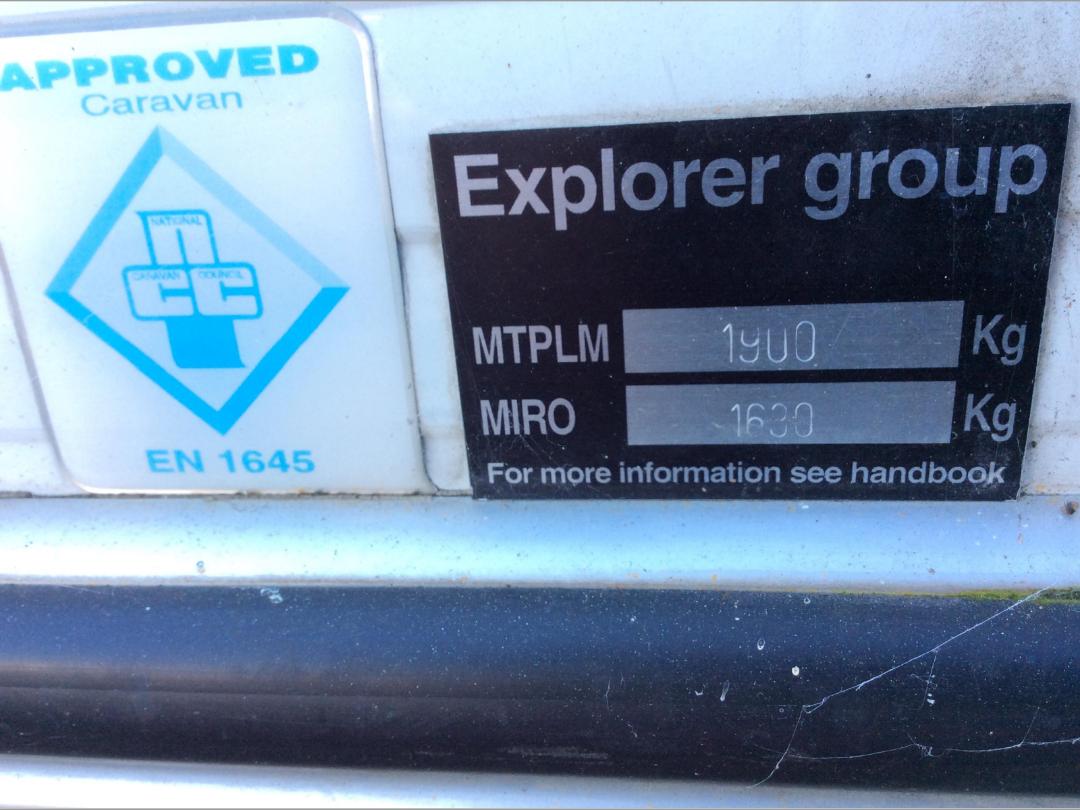 APPROVED
Caravan
NATIONAL
n
CARAVAN COUNCIL
CC
EN 1645
Explorer group
MTPLM 1900 Kg
MIRO 1630 Kg
For more information see handbook